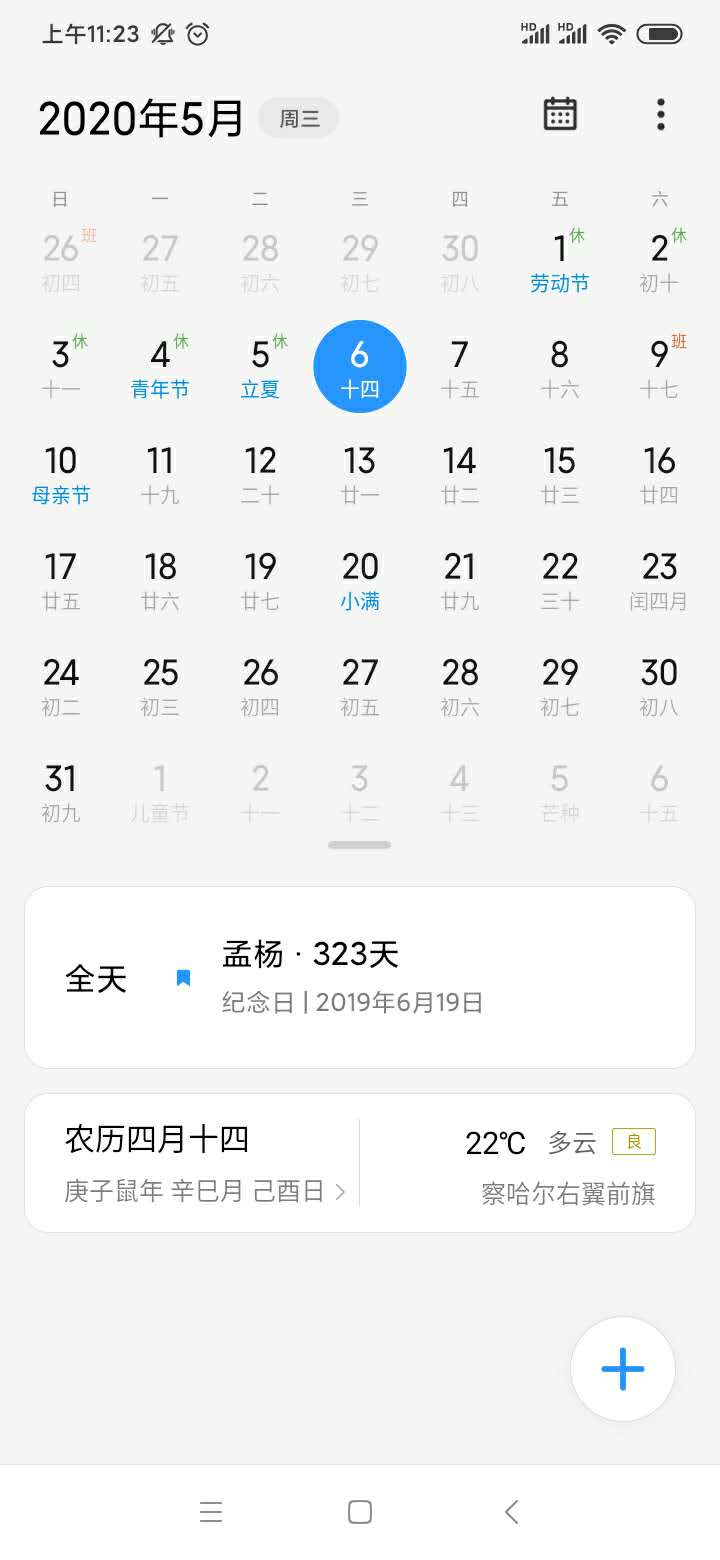 上午11:23 HD HD
2020年5月 周三
日 一 二 三 四 五 六
26班 27 28 29 30 1休 2休
初四 初五 初六 初七 初八 劳动节 初十
3休 4休 5休 6 7 8 9班
十一 青年节 立夏 十四 十五 十六 十七
10 11 12 13 14 15 16
母亲节 十九 二十 廿一 廿二 廿三 廿四
17 18 19 20 21 22 23
廿五 廿六 廿七 小满 廿九 三十 闰四月
24 25 26 27 28 29 30
初二 初三 初四 初五 初六 初七 初八
31 1 2 3 4 5 6
初九 儿童节 十一 十二 十三 芒种 十五
全天 孟杨 · 323天
纪念日 | 2019年6月19日
农历四月十四 22℃ 多云 良
庚子鼠年 辛巳月 己酉日 > 察哈尔右翼前旗